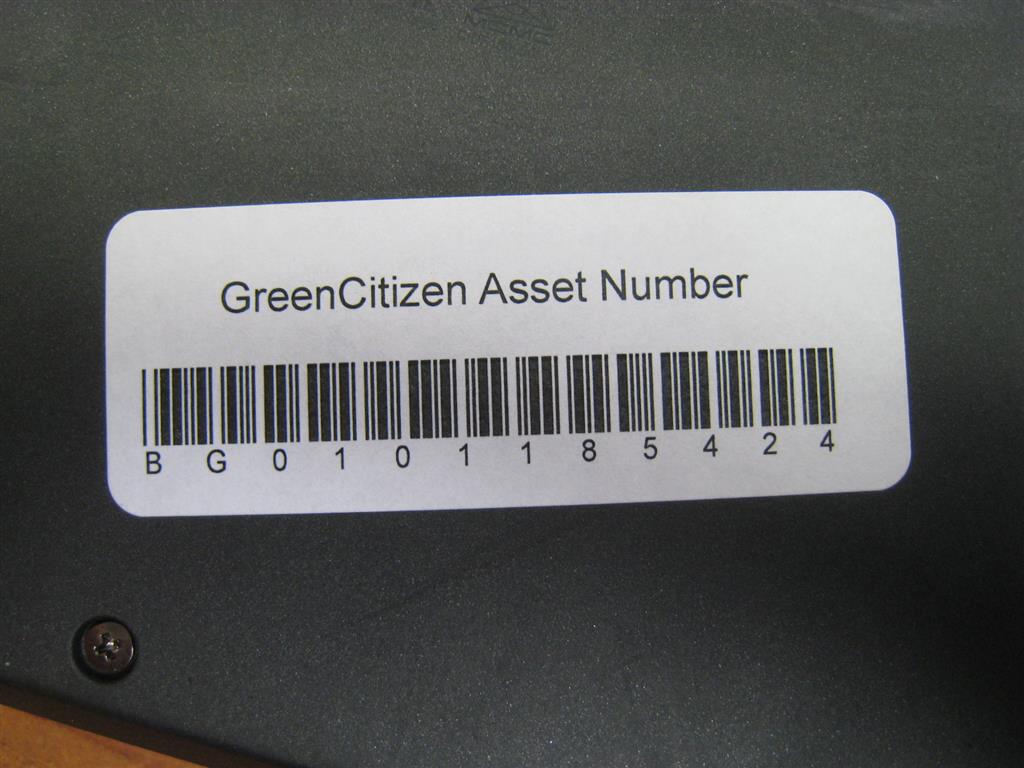 GreenCitizen Asset Number
B G 0 1 0 1 1 8 5 4 2 4